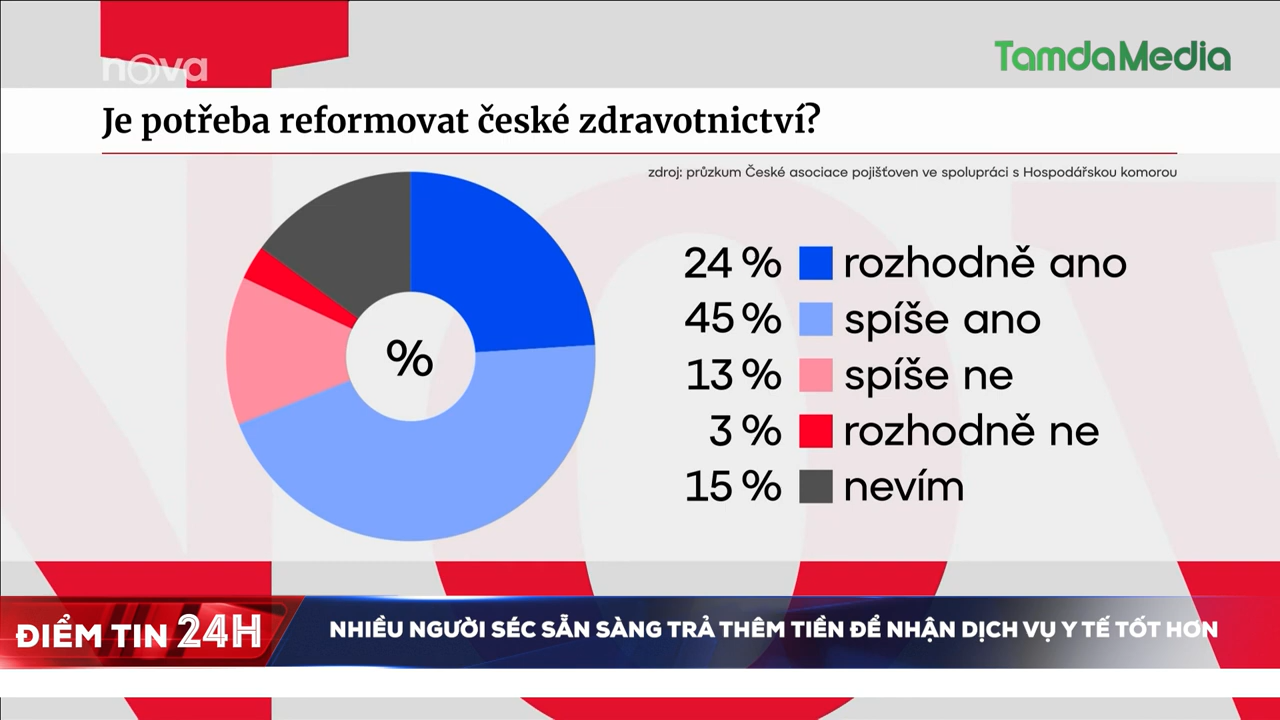 nova
TamdaMedia
Je potřeba reformovat české zdravotnictví?
zdroj: průzkum České asociace pojišťoven ve spolupráci s Hospodářskou komorou
%
24 % rozhodně ano
45 % spíše ano
13 % spíše ne
3 % rozhodně ne
15 % nevím
ĐIỂM TIN 24H
NHIỀU NGƯỜI SÉC SẴN SÀNG TRẢ THÊM TIỀN ĐỂ NHẬN DỊCH VỤ Y TẾ TỐT HƠN